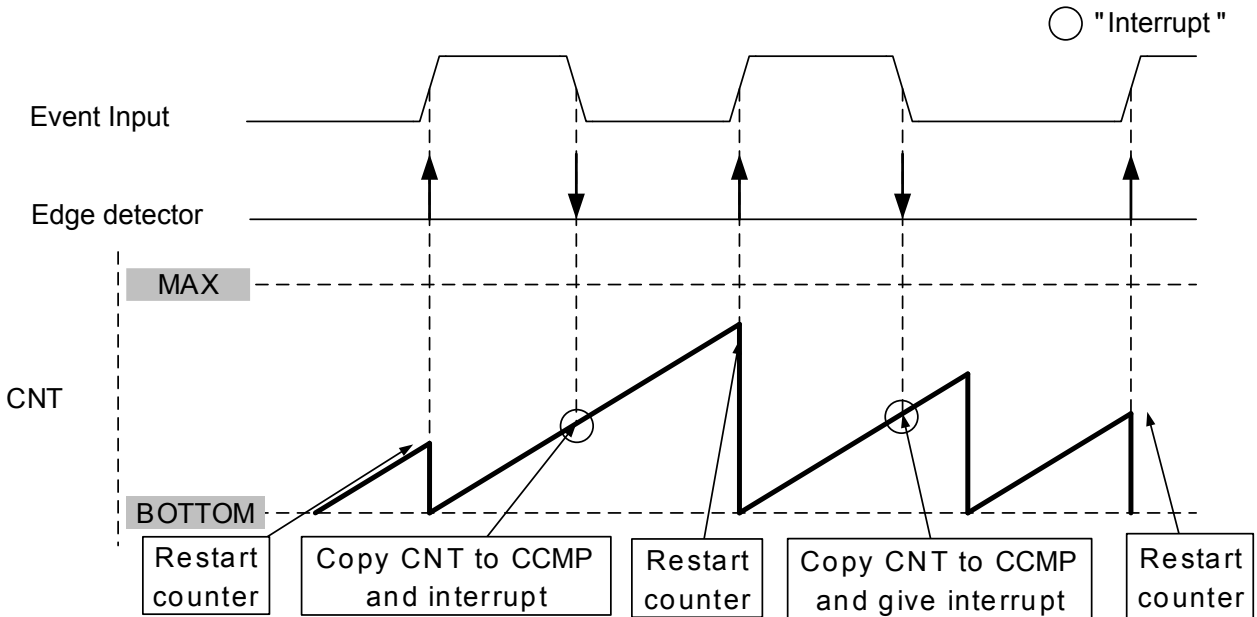 "Interrupt"
Event Input
Edge detector
MAX
CNT
BOTTOM
Restart
counter
Copy CNT to CCMP
and interrupt
Restart
counter
Copy CNT to CCMP
and give interrupt
Restart
counter